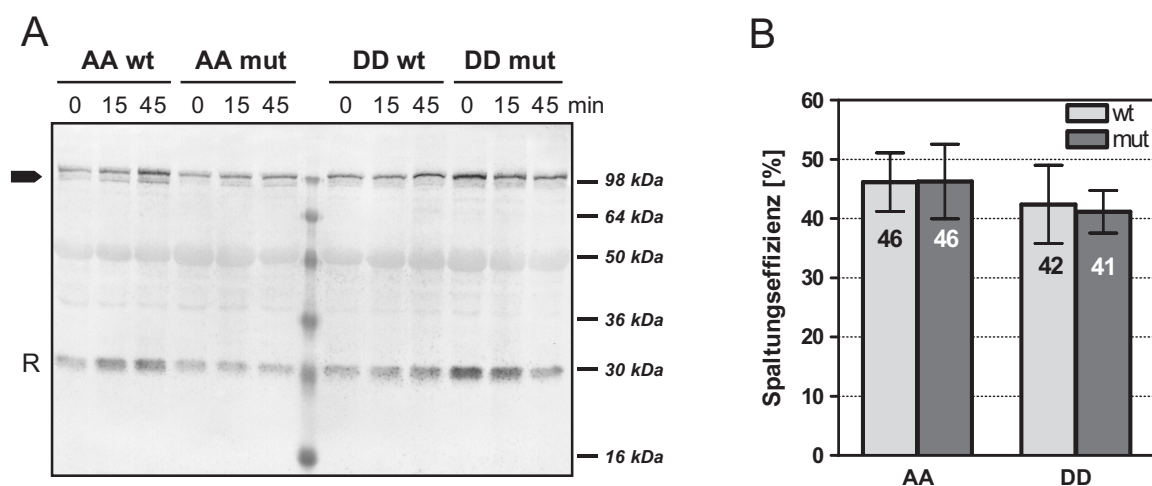 A
AA wt AA mut DD wt DD mut
0 15 45 0 15 45 0 15 45 0 15 45 min
98 kDa
64 kDa
50 kDa
36 kDa
R
30 kDa
16 kDa
B
Spaltungseffizienz [%]
60
50
40
30
20
10
0
wt
mut
46 46 42 41
AA DD